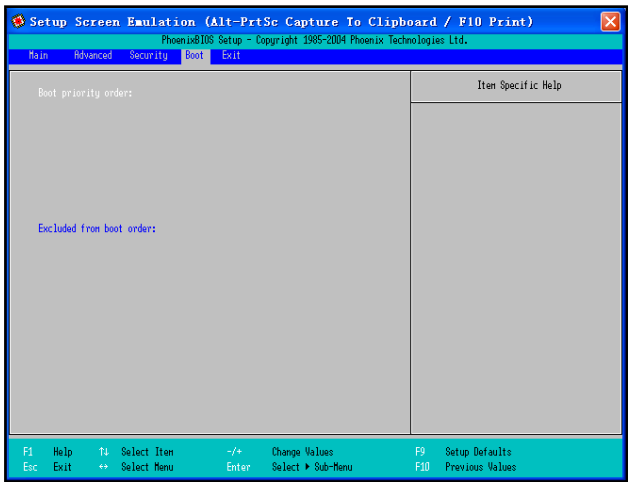 Setup Screen Emulation (Alt-PrtSc Capture To Clipboard / F10 Print)
PhoenixBIOS Setup - Copyright 1985-2004 Phoenix Technologies Ltd.
Main Advanced Security Boot Exit
Item Specific Help
Boot priority order:
Excluded from boot order:
F1 Help ↑↓ Select Item -/+ Change Values F9 Setup Defaults
Esc Exit ↔ Select Menu Enter Select ▶ Sub-Menu F10 Previous Values